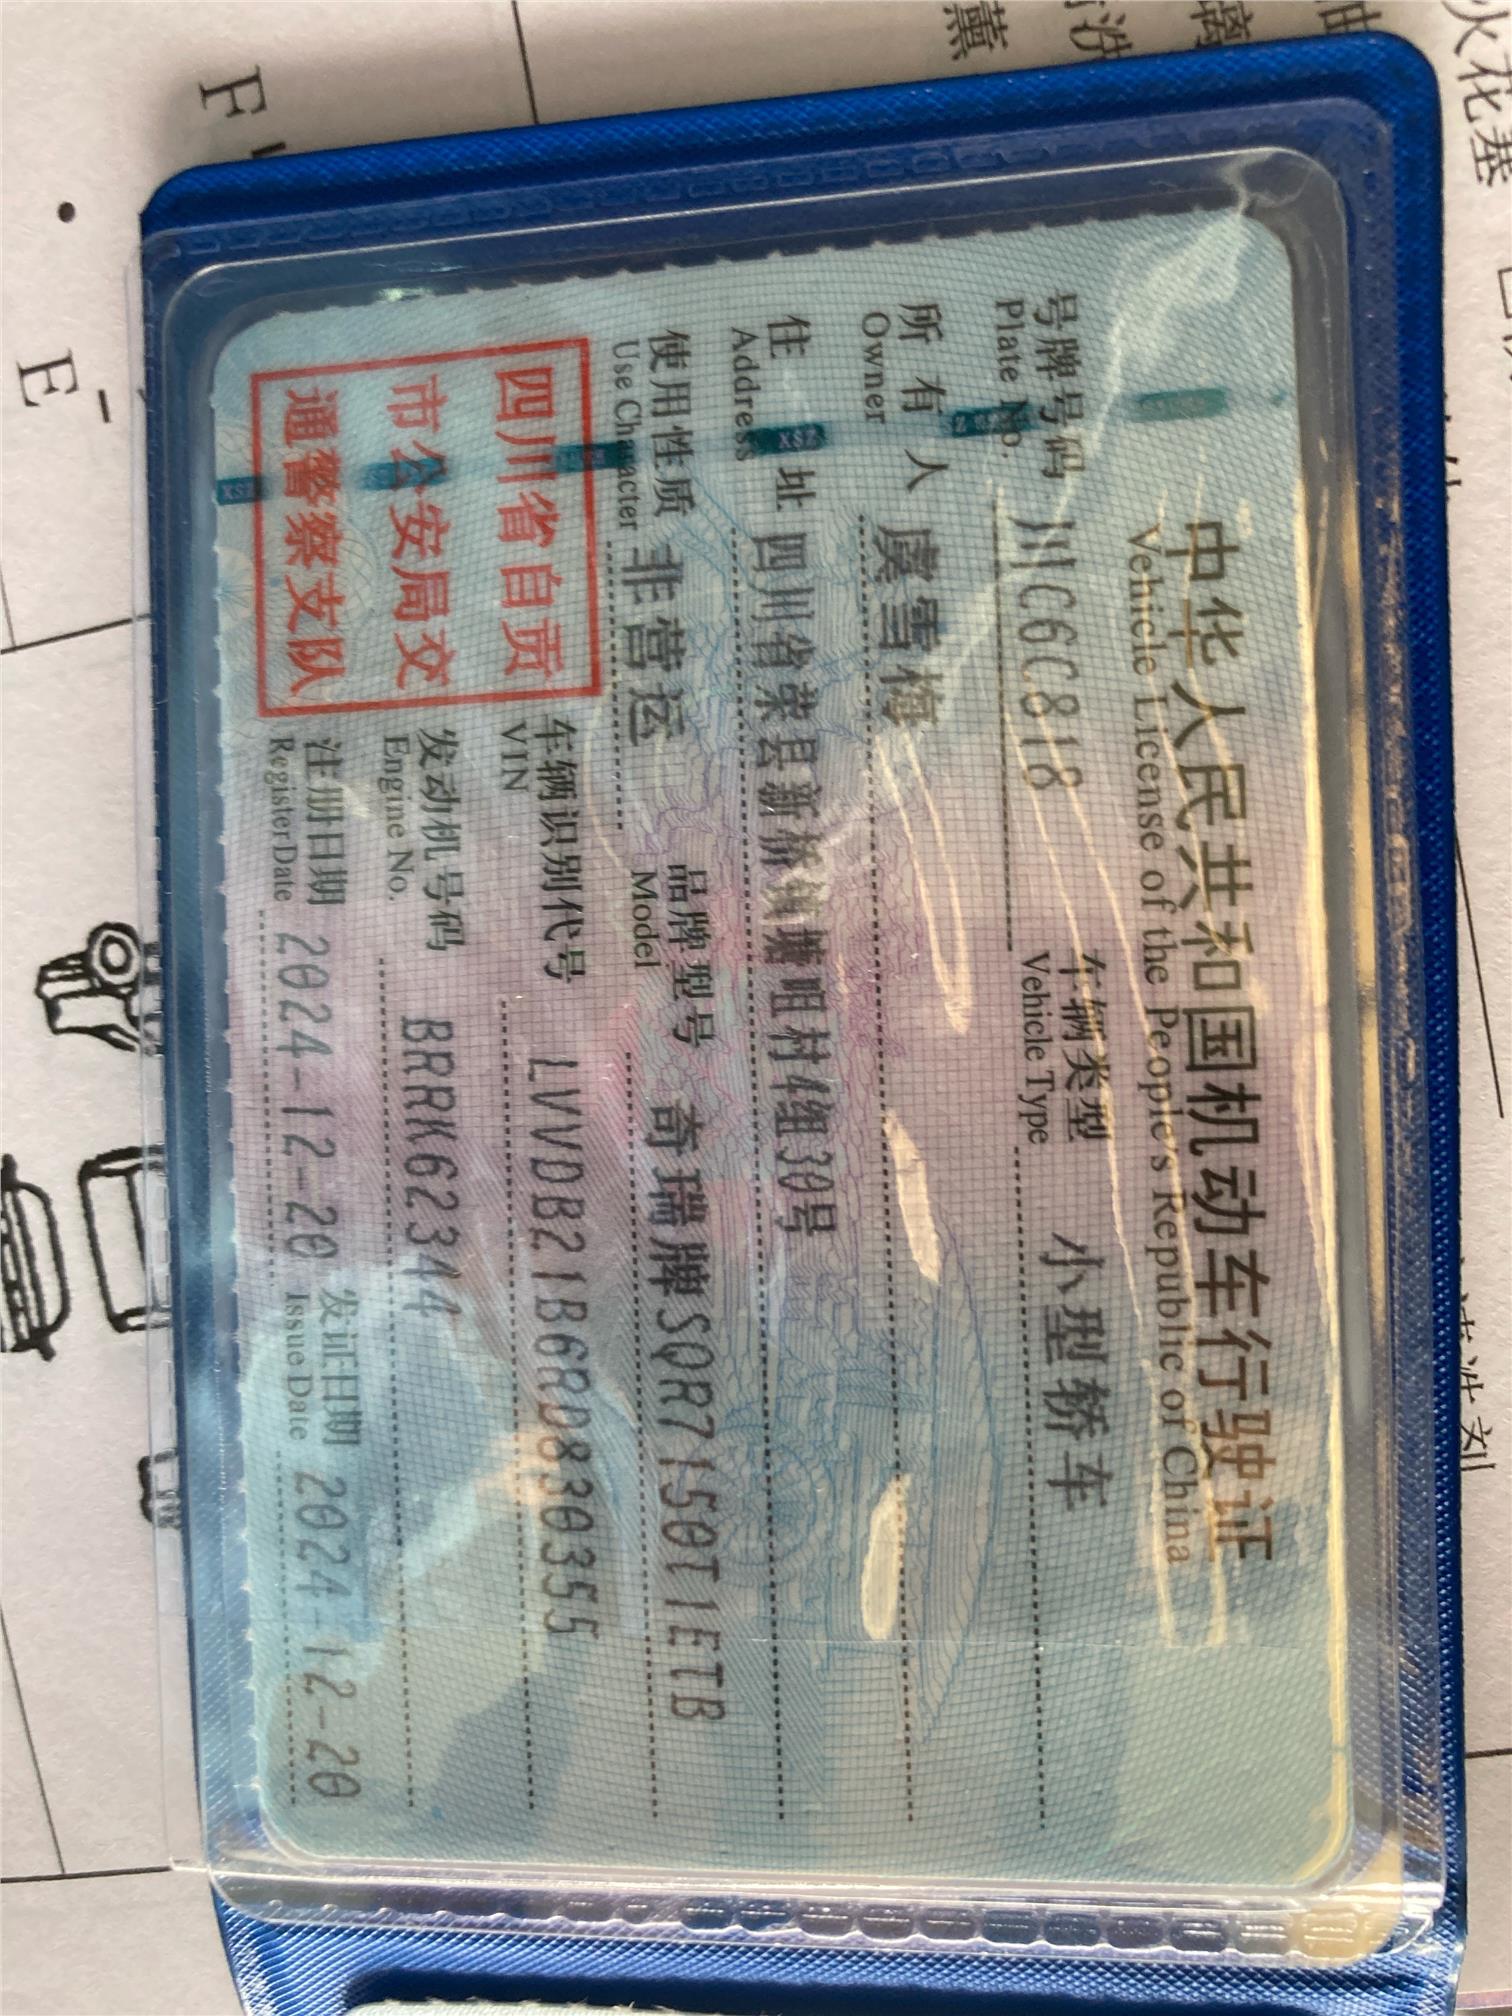 中华人民共和国机动车行驶证
Vehicle License of the People's Republic of China
号牌号码 川C6C818 车辆类型 小型轿车
Plate No. Vehicle Type
所有人 虞雪梅
Owner
住址 四川省荣县新桥镇塘咀村4组30号
Address
使用性质 非营运 品牌型号 奇瑞牌SQR7150T1ETB
Use Character Model
四川省自贡
市公安局交
通警察支队
车辆识别代号 LVVDB21B6RD830355
VIN
发动机号码 BRRK62344
Engine No.
注册日期 2024-12-20 发证日期 2024-12-20
Register Date Issue Date
火花塞
薰
E
F